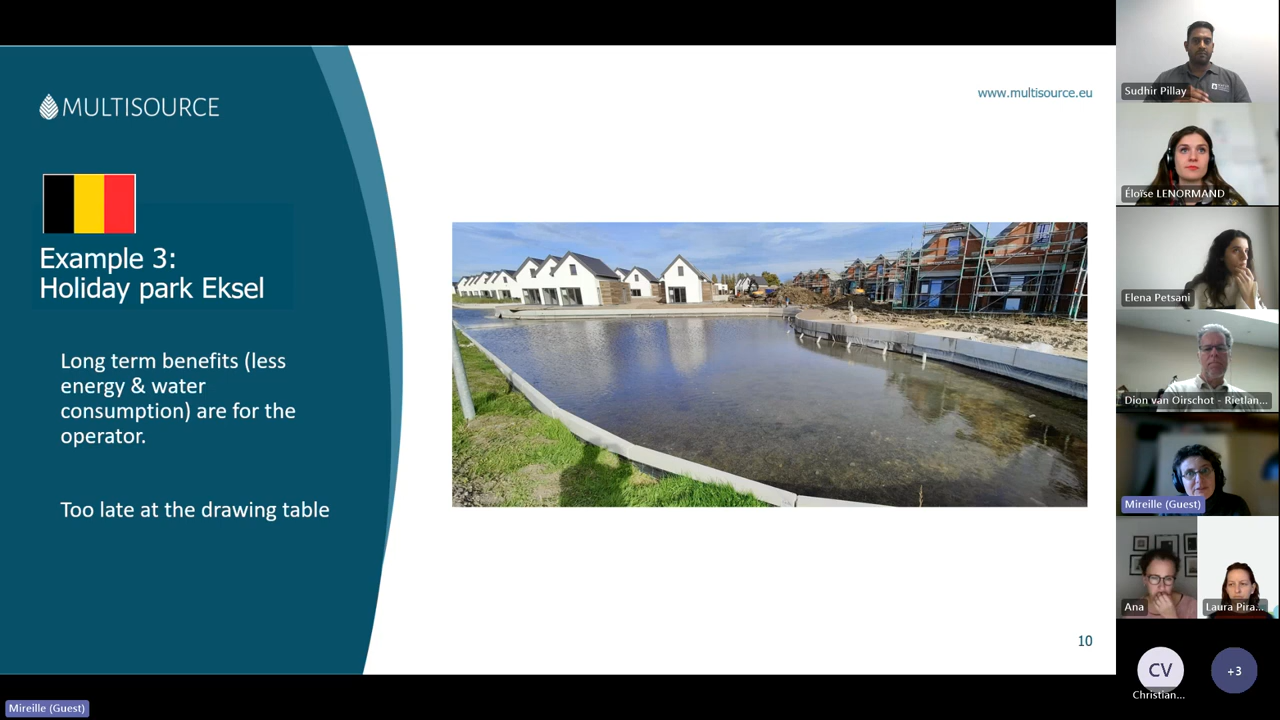 MULTISOURCE
www.multisource.eu
Example 3:
Holiday park Eksel
Long term benefits (less
energy & water
consumption) are for the
operator.
Too late at the drawing table
10
Mireille (Guest)
Sudhir Pillay
Éloïse LENORMAND
Elena Petsani
Dion van Oirschot - Rietlan...
Mireille (Guest)
Ana
Laura Pira...
CV
Christian...
+3